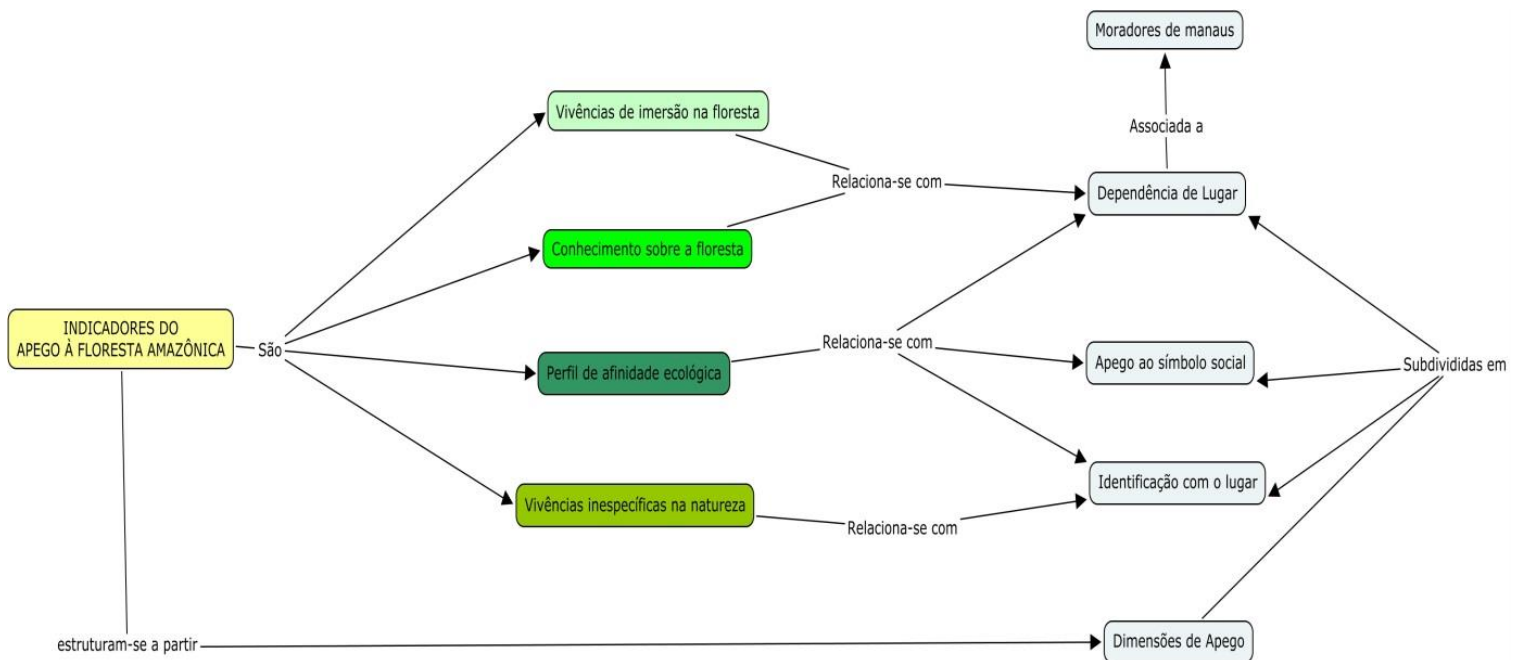 Moradores de manaus
Vivências de imersão na floresta
Associada a
Relaciona-se com
Dependência de Lugar
Conhecimento sobre a floresta
INDICADORES DO
APEGO À FLORESTA AMAZÔNICA
São
Relaciona-se com
Perfil de afinidade ecológica
Apego ao símbolo social
Subdivididas em
Identificação com o lugar
Vivências inespecíficas na natureza
Relaciona-se com
estruturam-se a partir
Dimensões de Apego